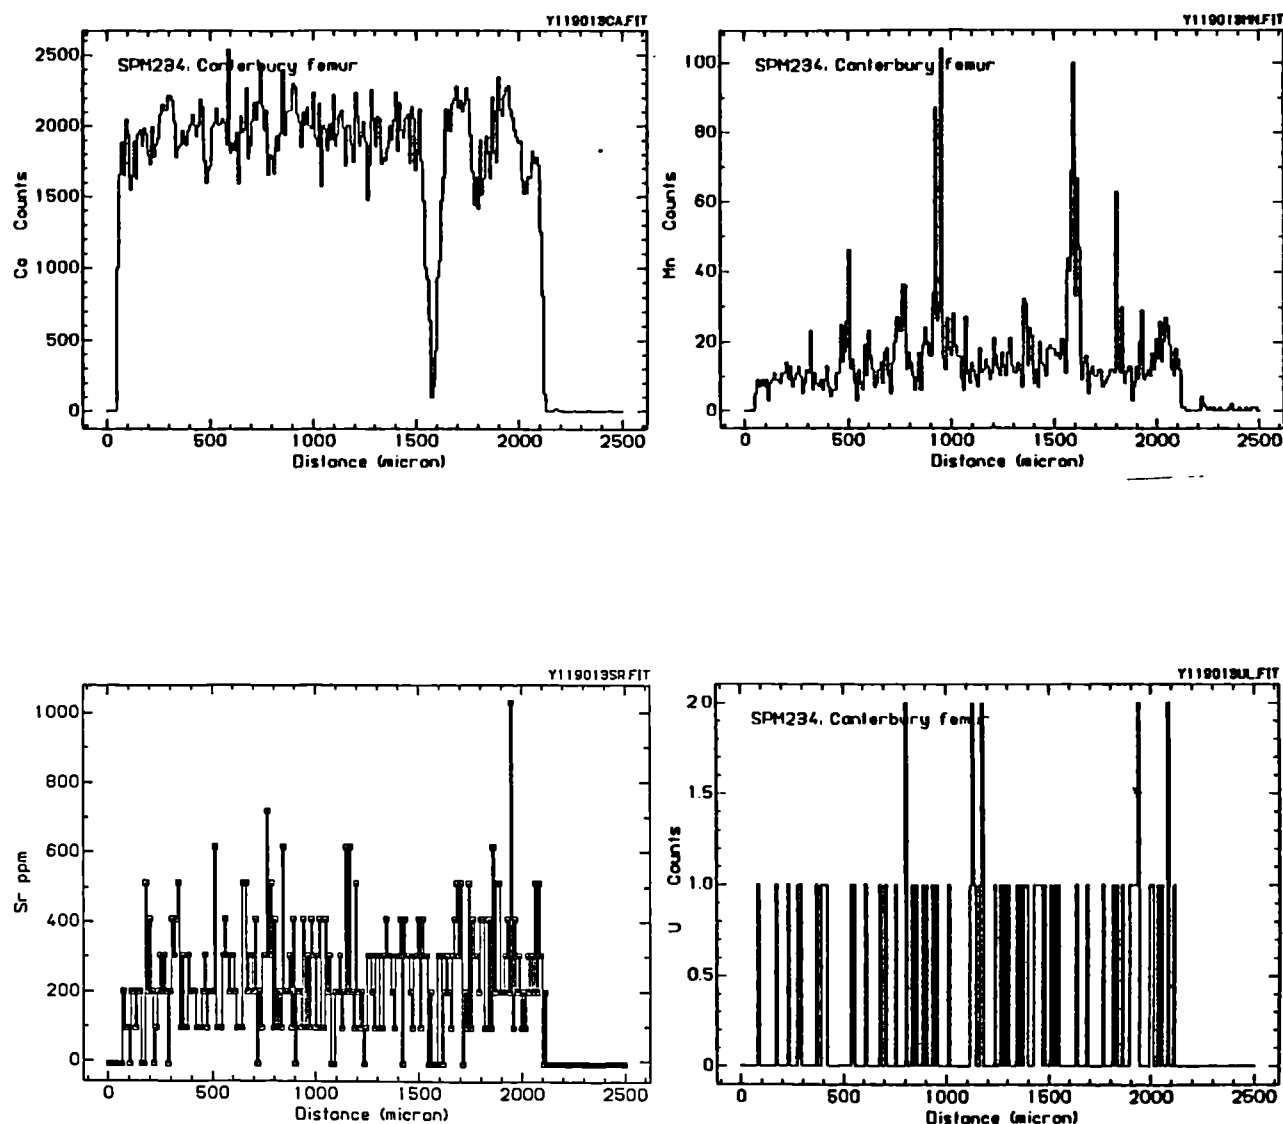 Y119013CA.FIT
SPM234. Canterbury femur
Ca Counts
2500
2000
1500
1000
500
0
0 500 1000 1500 2000 2500
Distance (micron)
Y119013MN.FIT
SPM234. Canterbury femur
Mn Counts
100
80
60
40
20
0
0 500 1000 1500 2000 2500
Distance (micron)
Y119013SR.FIT
Sr ppm
1000
800
600
400
200
0
0 500 1000 1500 2000 2500
Distance (micron)
Y119013UL.FIT
SPM234. Canterbury femur
U Counts
2.0
1.5
1.0
0.5
0
0 500 1000 1500 2000 2500
Distance (micron)